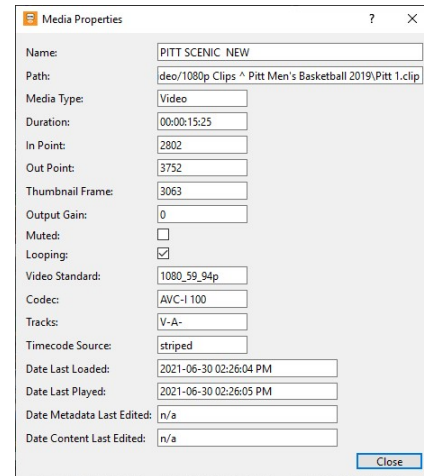 Media Properties ? X
Name: PITT SCENIC  NEW
Path: deo/1080p Clips ^ Pitt Men's Basketball 2019\Pitt 1.clip
Media Type: Video
Duration: 00:00:15:25
In Point: 2802
Out Point: 3752
Thumbnail Frame: 3063
Output Gain: 0
Muted:
Looping:
Video Standard: 1080_59_94p
Codec: AVC-I 100
Tracks: V-A-
Timecode Source: striped
Date Last Loaded: 2021-06-30 02:26:04 PM
Date Last Played: 2021-06-30 02:26:05 PM
Date Metadata Last Edited: n/a
Date Content Last Edited: n/a
Close